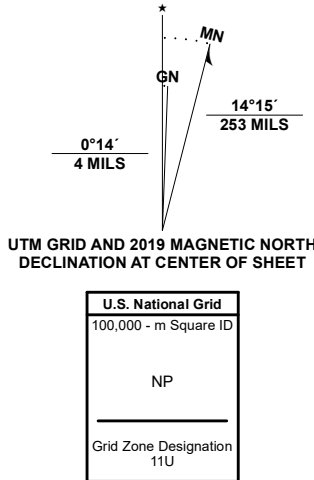 ★
MN
GN
14°15´
253 MILS
0°14´
4 MILS
UTM GRID AND 2019 MAGNETIC NORTH
DECLINATION AT CENTER OF SHEET
U.S. National Grid
100,000 - m Square ID
NP
Grid Zone Designation
11U